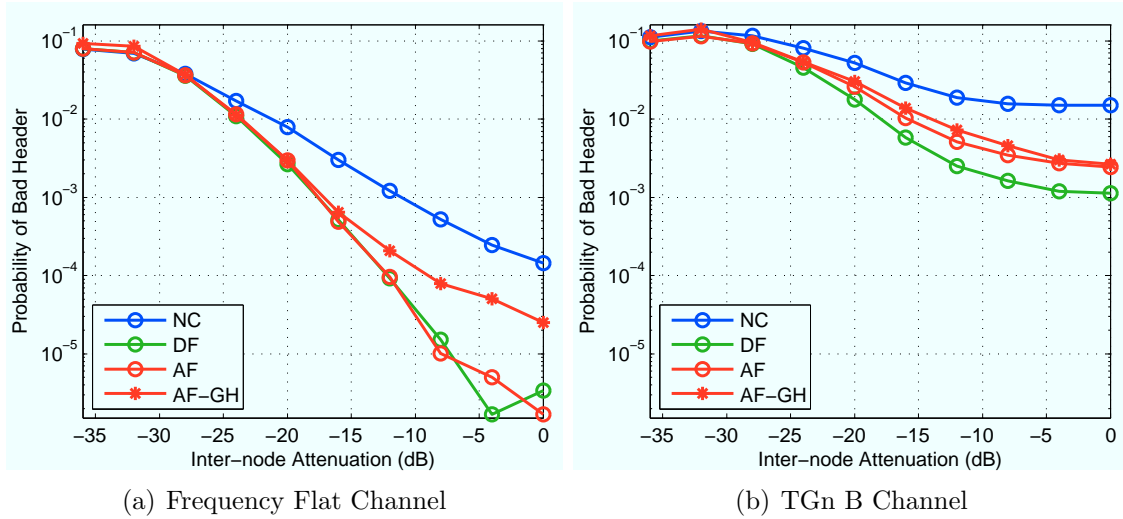 10^-1
10^-2
10^-3
10^-4
10^-5
Probability of Bad Header
NC
DF
AF
AF−GH
−35 −30 −25 −20 −15 −10 −5 0
Inter−node Attenuation (dB)
(a) Frequency Flat Channel
10^-1
10^-2
10^-3
10^-4
10^-5
Probability of Bad Header
NC
DF
AF
AF−GH
−35 −30 −25 −20 −15 −10 −5 0
Inter−node Attenuation (dB)
(b) TGn B Channel